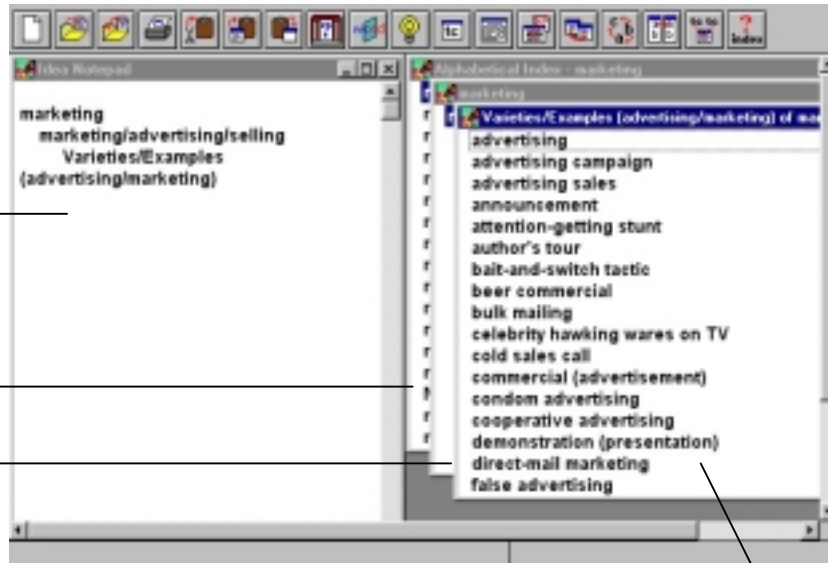 Idea Notepad
marketing
marketing/advertising/selling
Varieties/Examples
(advertising/marketing)
Alphabetical Index - marketing
marketing
Varieties/Examples (advertising/marketing) of mar
advertising
advertising campaign
advertising sales
announcement
attention-getting stunt
author's tour
bait-and-switch tactic
beer commercial
bulk mailing
celebrity hawking wares on TV
cold sales call
commercial (advertisement)
condom advertising
cooperative advertising
demonstration (presentation)
direct-mail marketing
false advertising